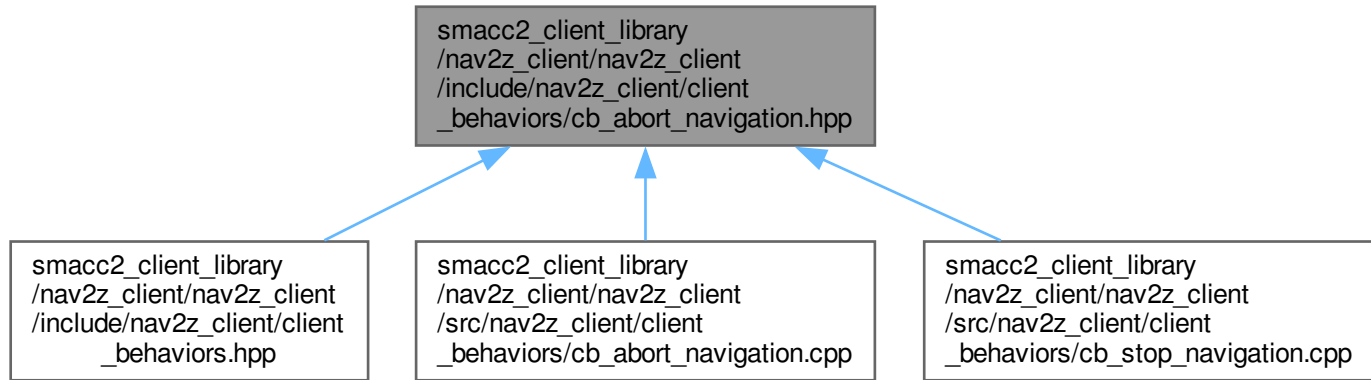 smacc2_client_library
/nav2z_client/nav2z_client
/include/nav2z_client/client
_behaviors/cb_abort_navigation.hpp
smacc2_client_library
/nav2z_client/nav2z_client
/include/nav2z_client/client
_behaviors.hpp
smacc2_client_library
/nav2z_client/nav2z_client
/src/nav2z_client/client
_behaviors/cb_abort_navigation.cpp
smacc2_client_library
/nav2z_client/nav2z_client
/src/nav2z_client/client
_behaviors/cb_stop_navigation.cpp